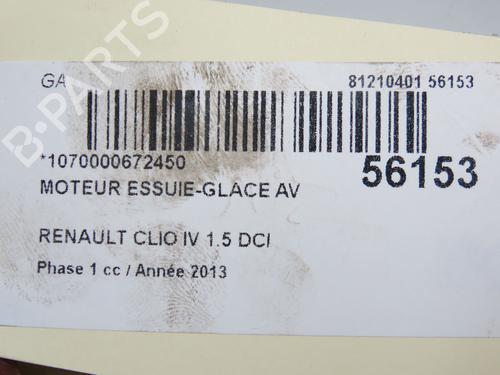 GA 81210401 56153
*1070000672450 56153
MOTEUR ESSUIE-GLACE AV
RENAULT CLIO IV 1.5 DCI
Phase 1 cc / Année 2013
B-PARTS